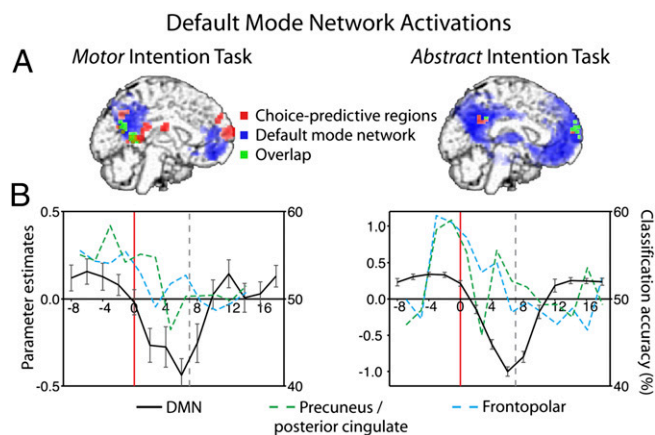 Default Mode Network Activations
Motor Intention Task
Abstract Intention Task
A
Choice-predictive regions
Default mode network
Overlap
B
0.5
0.0
-0.5
Parameter estimates
-8 -4 0 4 8 12 16
60
50
40
1.0
0.5
0.0
-0.5
-1.0
-8 -4 0 4 8 12 16
60
50
40
Classification accuracy (%)
DMN
Precuneus /
posterior cingulate
Frontopolar